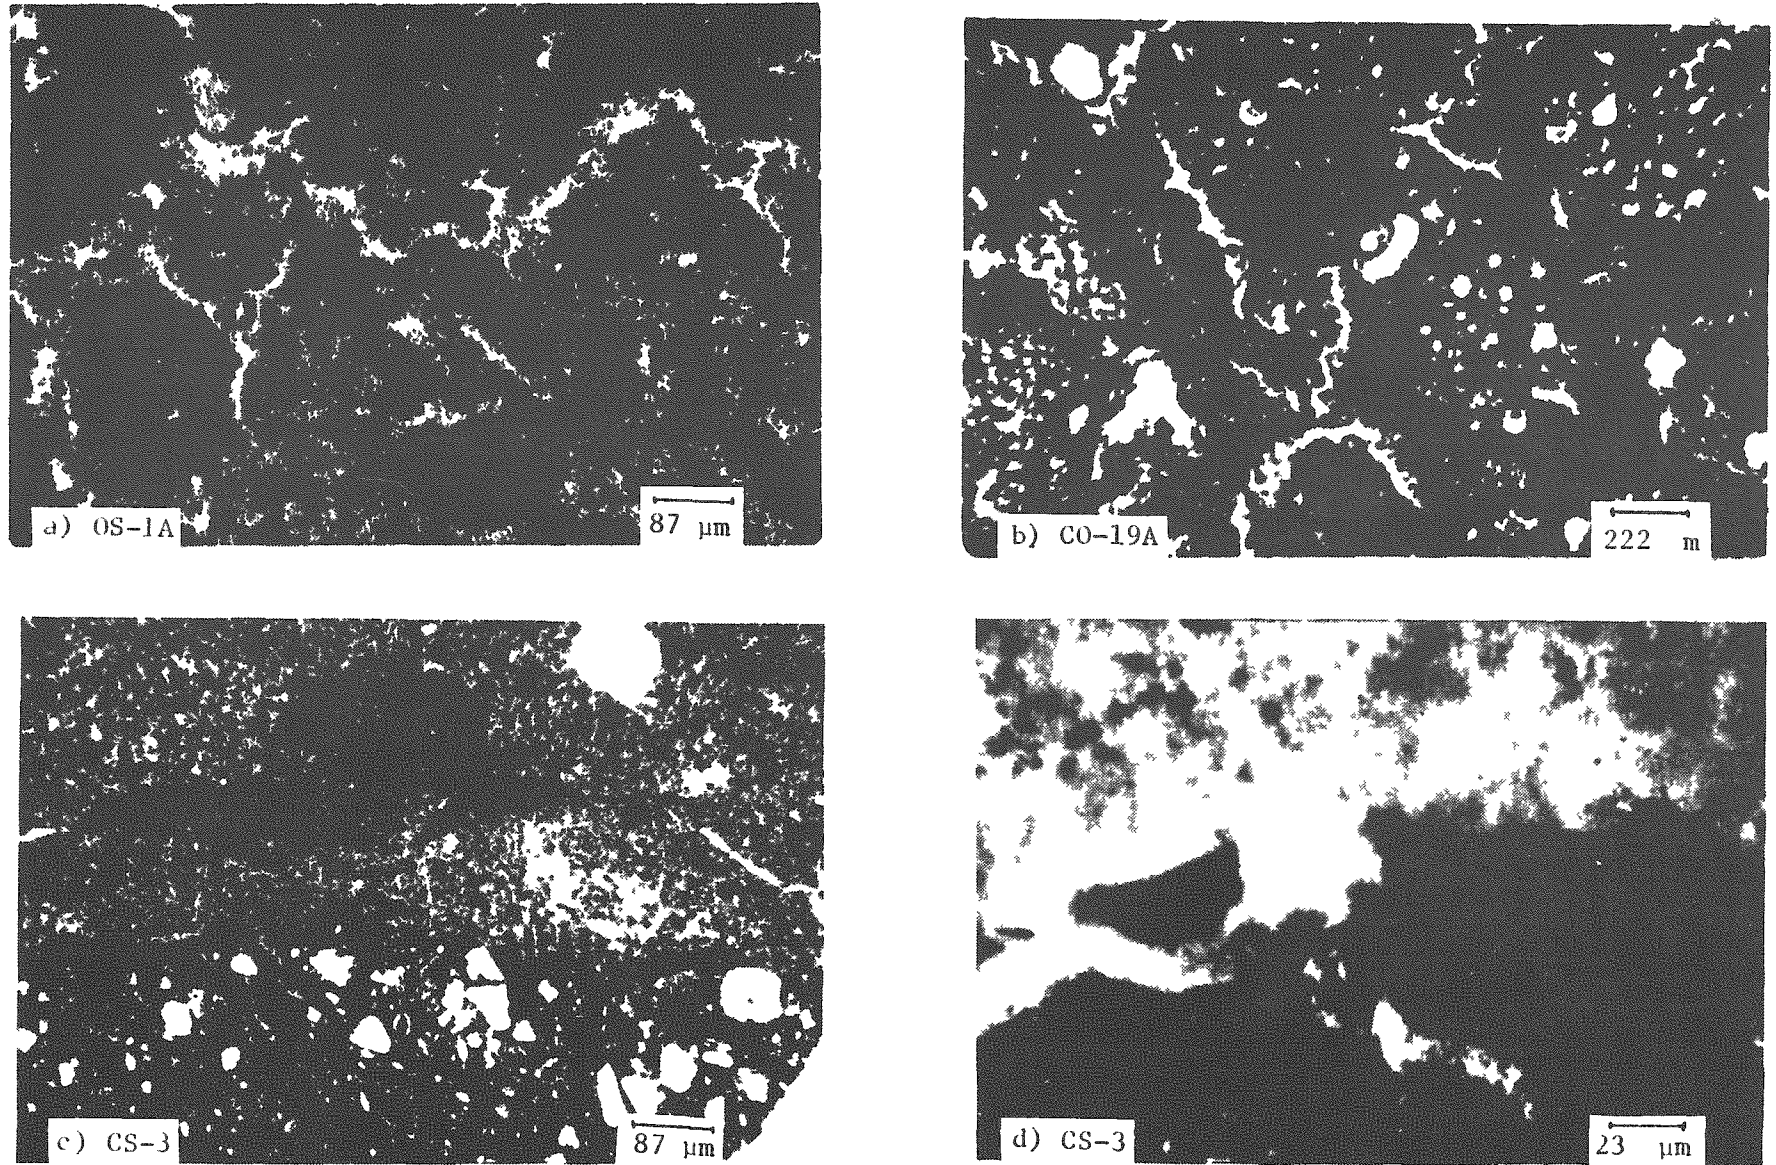 a) OS-1A
87 µm
b) CO-19A
222 m
c) CS-3
87 µm
d) CS-3
23 µm